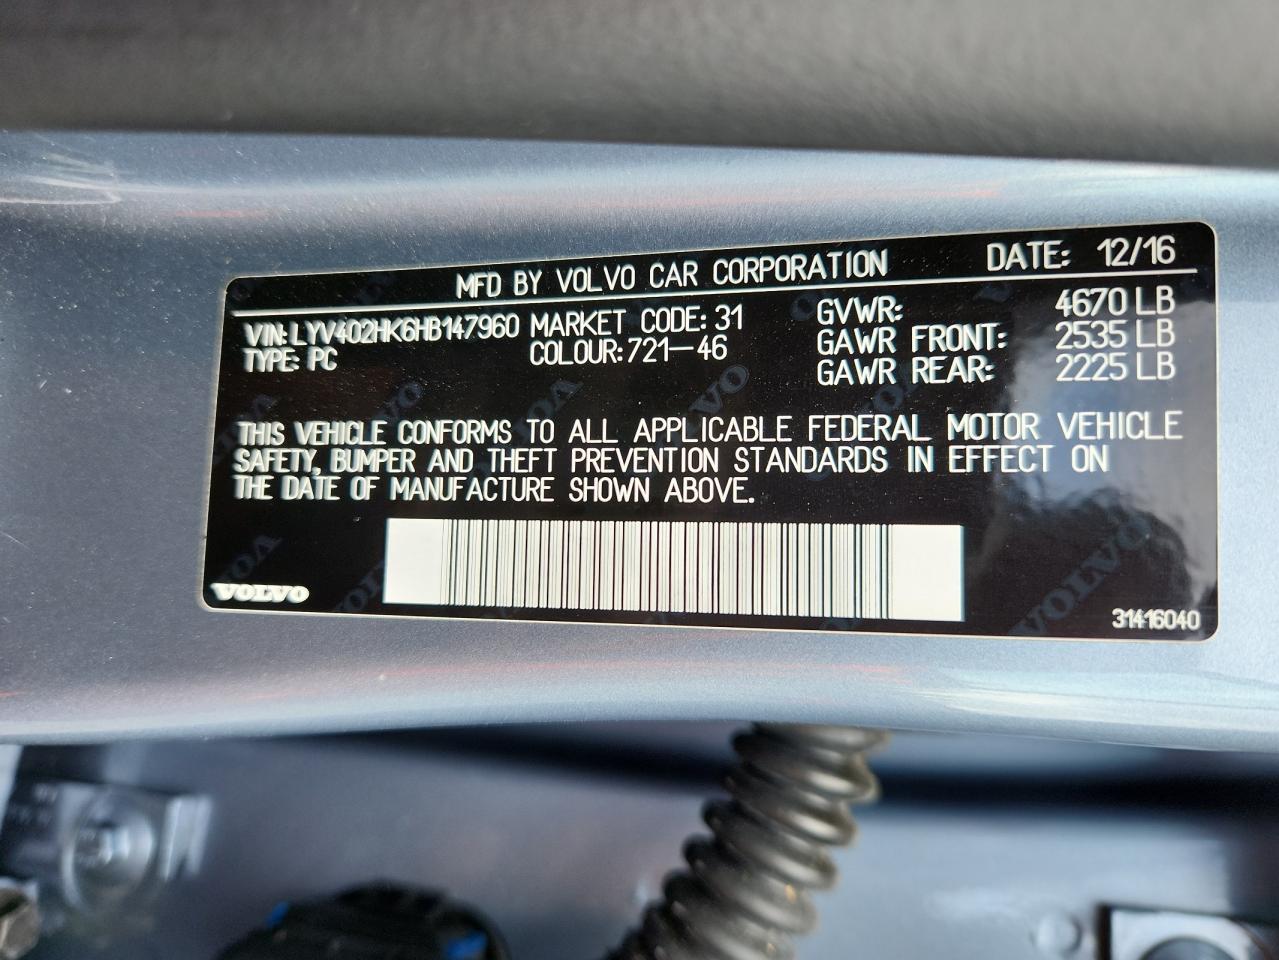 MFD BY VOLVO CAR CORPORATION DATE: 12/16
VIN: LYV402HK6HB147960 MARKET CODE: 31 GVWR: 4670 LB
TYPE: PC COLOUR: 721-46 GAWR FRONT: 2535 LB
GAWR REAR: 2225 LB
THIS VEHICLE CONFORMS TO ALL APPLICABLE FEDERAL MOTOR VEHICLE
SAFETY, BUMPER AND THEFT PREVENTION STANDARDS IN EFFECT ON
THE DATE OF MANUFACTURE SHOWN ABOVE.
VOLVO
31416040